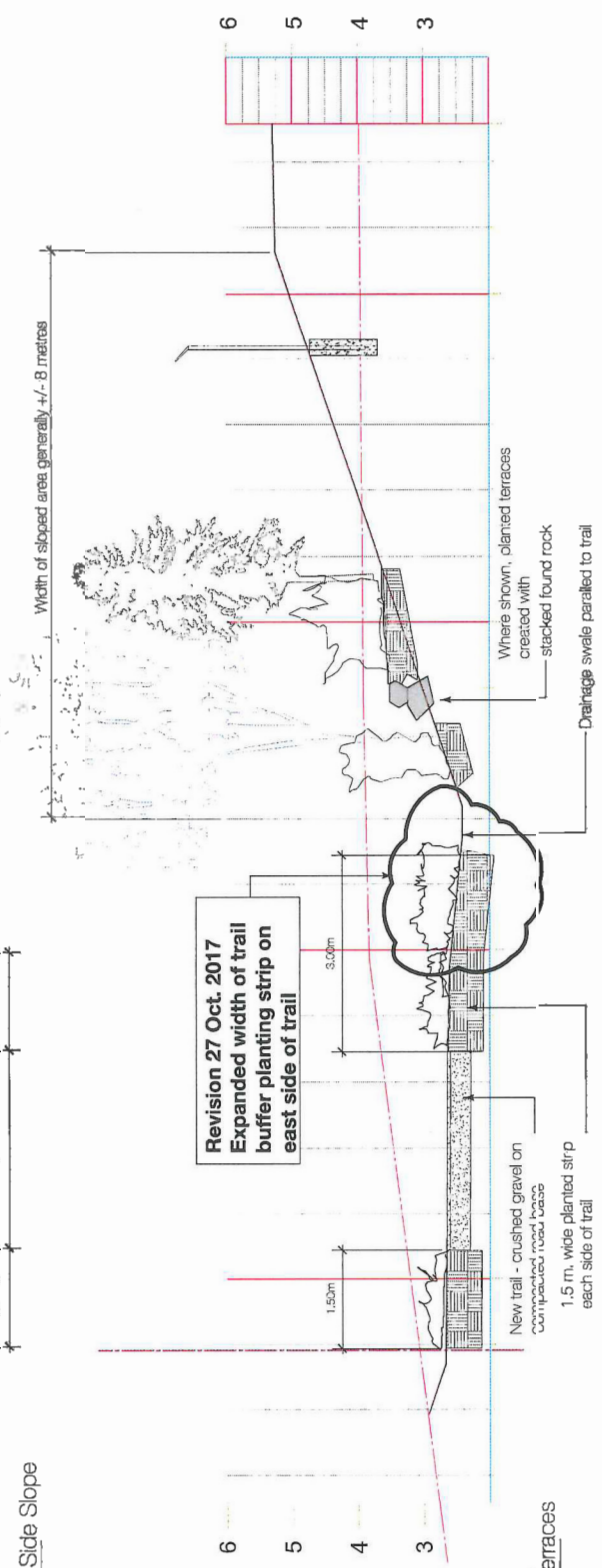 Side Slope
Width of sloped area generally +/- 8 metres
6
5
4
3
6
5
4
3
Revision 27 Oct. 2017
Expanded width of trail
buffer planting strip on
east side of trail
1.50m
3.00m
New trail - crushed gravel on
compacted road base
1.5 m. wide planted strip
each side of trail
Where shown, planted terraces
created with
stacked found rock
Drainage swale parallel to trail
erraces